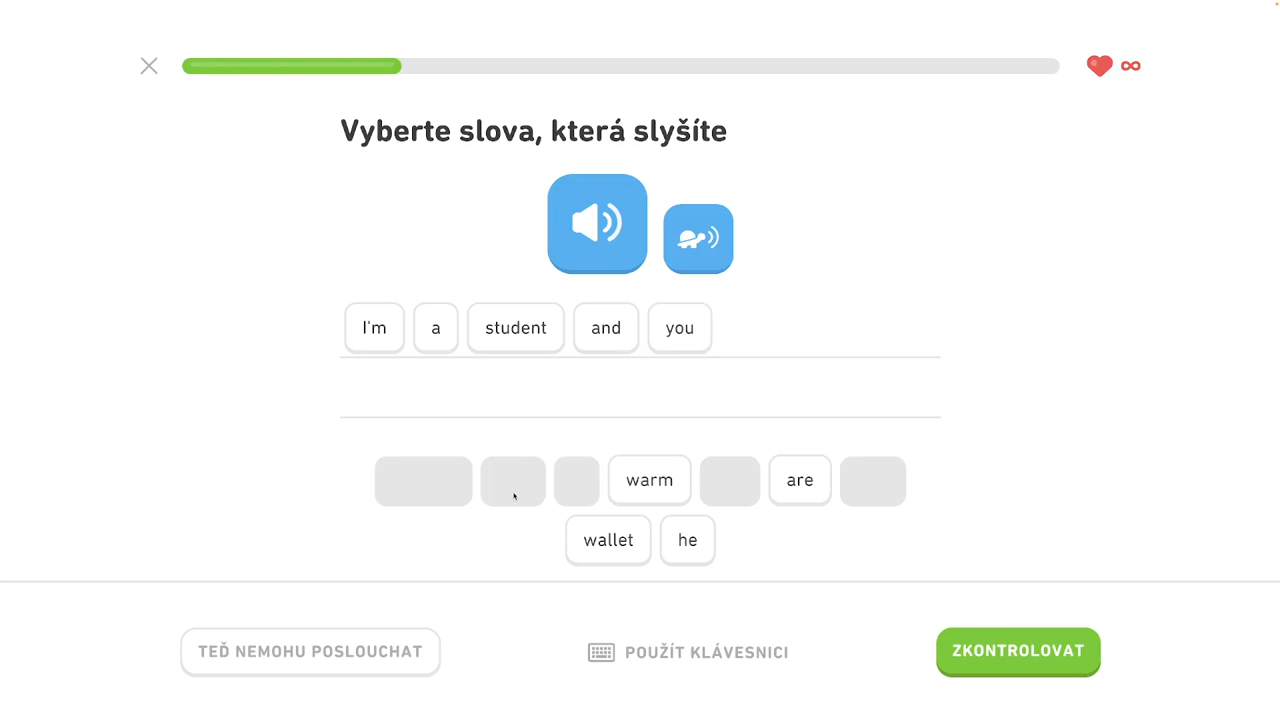 Vyberte slova, která slyšíte
I'm a student and you
warm are
wallet he
TEĎ NEMOHU POSLOUCHAT POUŽÍT KLÁVESNICI ZKONTROLOVAT